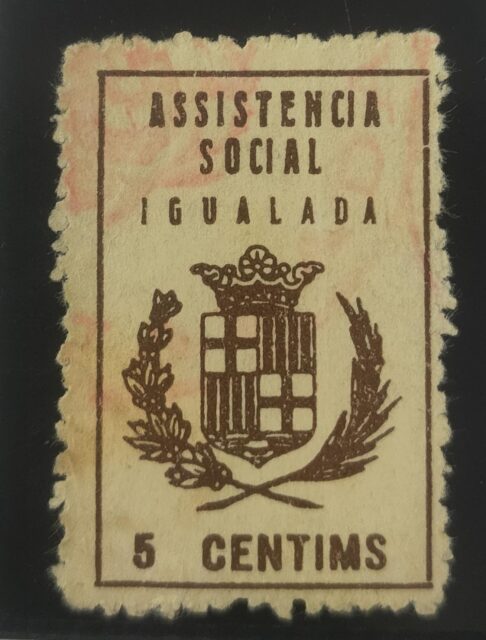 ASSISTENCIA
SOCIAL
IGUALADA
5 CENTIMS